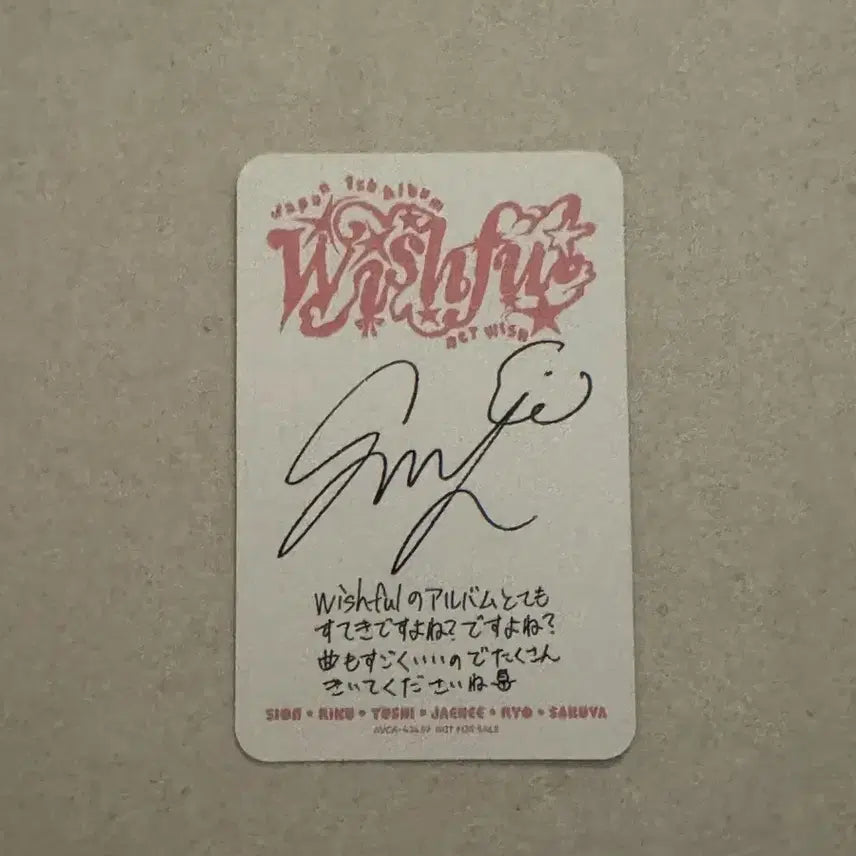 Japan 1st Album
Wishful
NCT WISH
Wishfulのアルバムとても
すてきですよね?ですよね?
曲もすごくいいのでたくさん
きいてくださいね
SION • RIKU • YUSHI • JAEHEE • RYO • SAKUYA
NOT FOR SALE